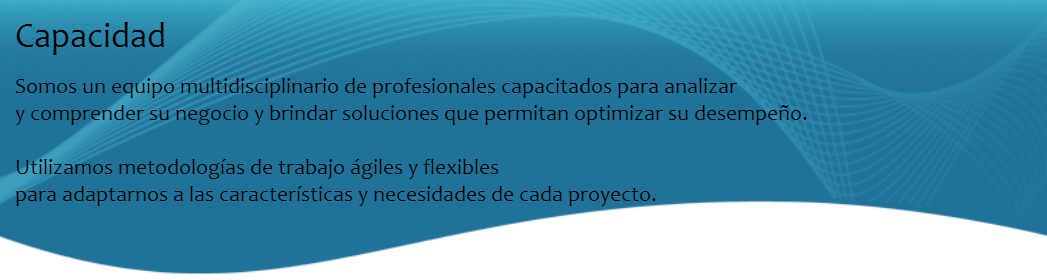 Capacidad
Somos un equipo multidisciplinario de profesionales capacitados para analizar
y comprender su negocio y brindar soluciones que permitan optimizar su desempeño.
Utilizamos metodologías de trabajo ágiles y flexibles
para adaptarnos a las características y necesidades de cada proyecto.